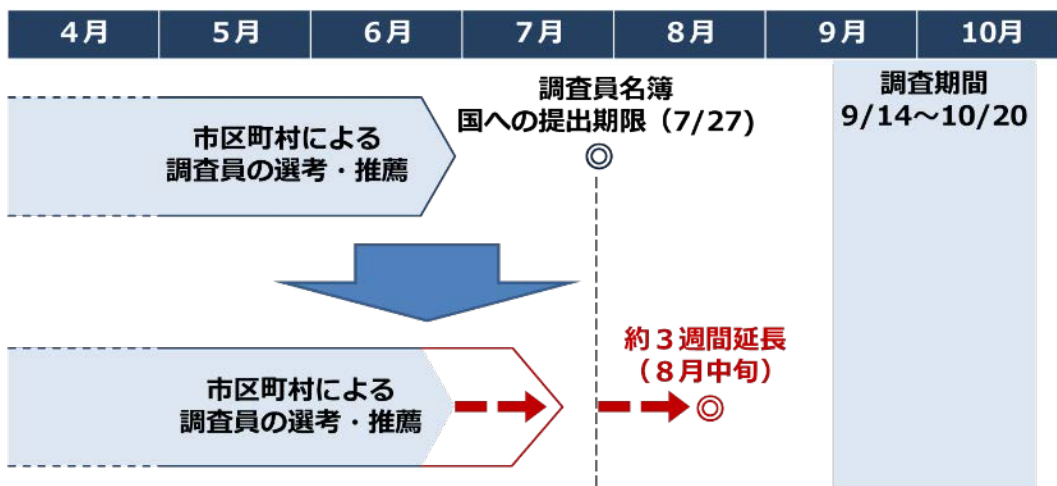 4月 5月 6月 7月 8月 9月 10月
調査員名簿
国への提出期限（7/27)
調査期間
9/14～10/20
市区町村による
調査員の選考・推薦
◎
約３週間延長
（８月中旬）
市区町村による
調査員の選考・推薦
◎